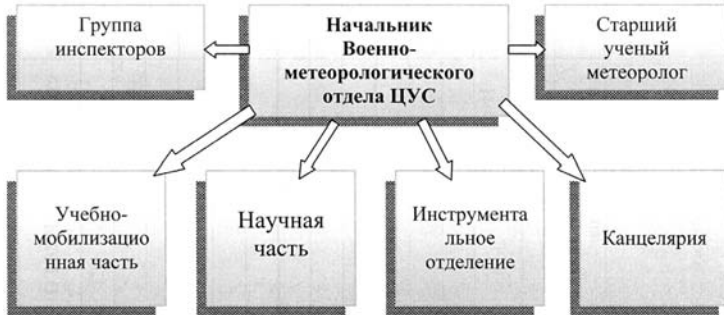 Группа
инспекторов
Начальник
Военно-
метеорологического
отдела ЦУС
Старший
ученый
метеоролог
Учебно-
мобилизацио
нная часть
Научная
часть
Инструмента
льное
отделение
Канцелярия